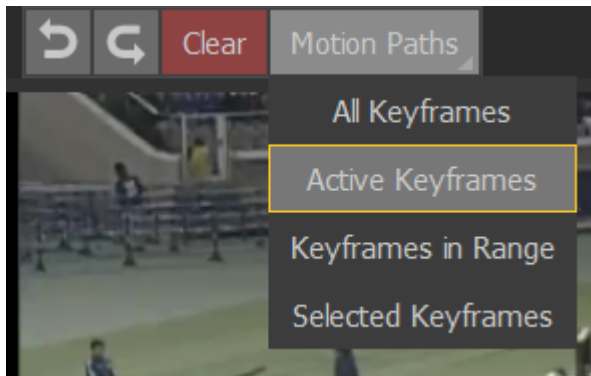 Clear
Motion Paths
All Keyframes
Active Keyframes
Keyframes in Range
Selected Keyframes